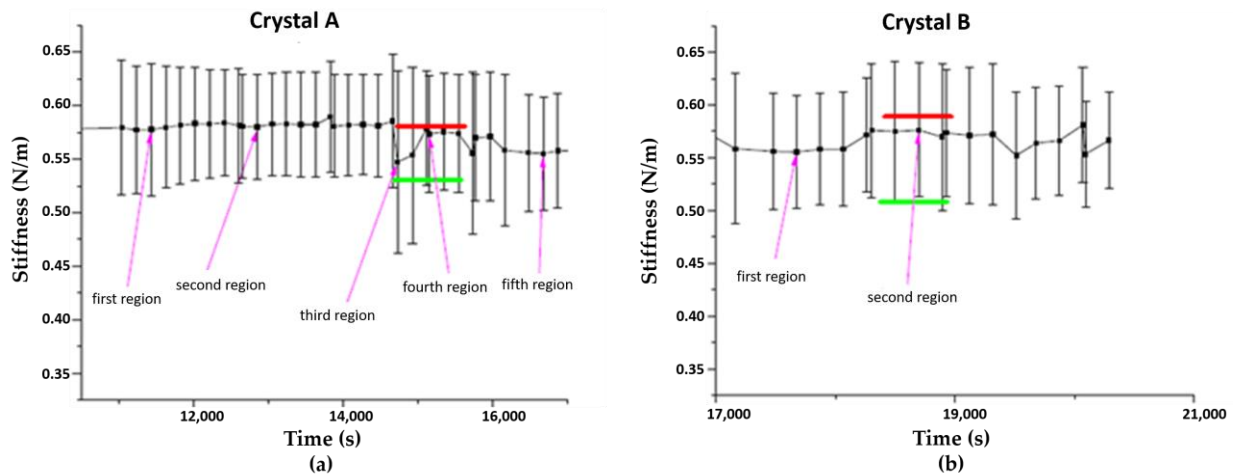 Crystal A
Stiffness (N/m)
0.65
0.60
0.55
0.50
0.45
0.40
0.35
first region
second region
third region
fourth region
fifth region
12,000
14,000
16,000
Time (s)
(a)
Crystal B
Stiffness (N/m)
0.65
0.60
0.55
0.50
0.45
0.40
0.35
first region
second region
17,000
19,000
21,000
Time (s)
(b)